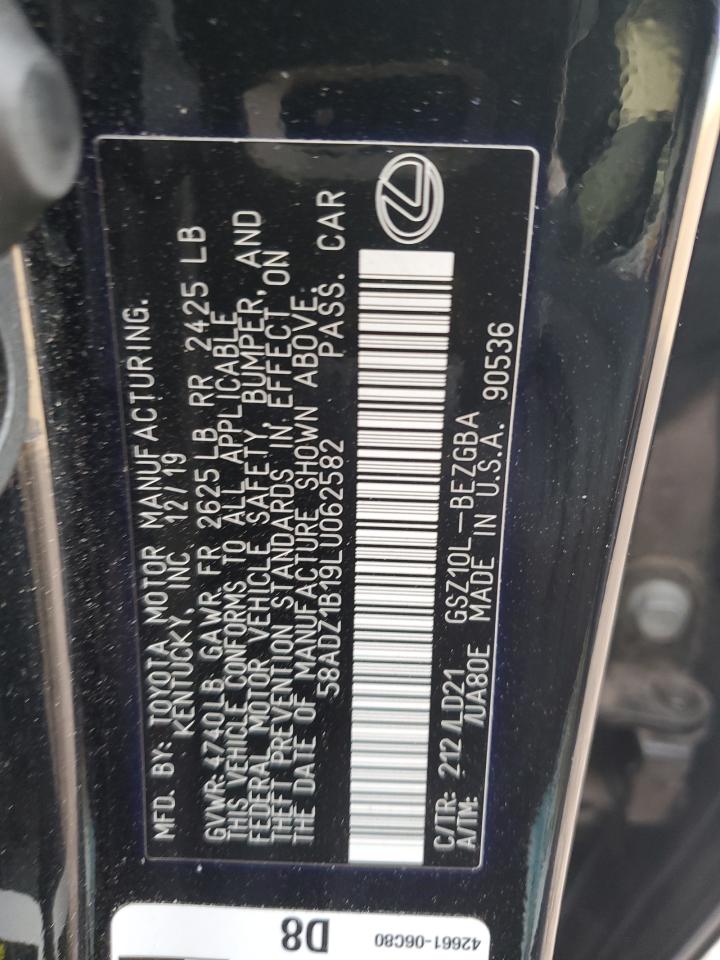 MFD. BY: TOYOTA MOTOR MANUFACTURING.
KENTUCKY, INC 12/19
GVWR: 4740LB GAWR FR 2625 LB RR 2425 LB
THIS VEHICLE CONFORMS TO ALL APPLICABLE
FEDERAL MOTOR VEHICLE SAFETY, BUMPER, AND
THEFT PREVENTION STANDARDS IN EFFECT ON
THE DATE OF MANUFACTURE SHOWN ABOVE.
58ADZ1B19LU062582 PASS. CAR
C/TR: 212 /LD21 GSZ10L-BEZGBA
A/TM: /UA80E MADE IN U.S.A. 90536
D8
42661-06C80